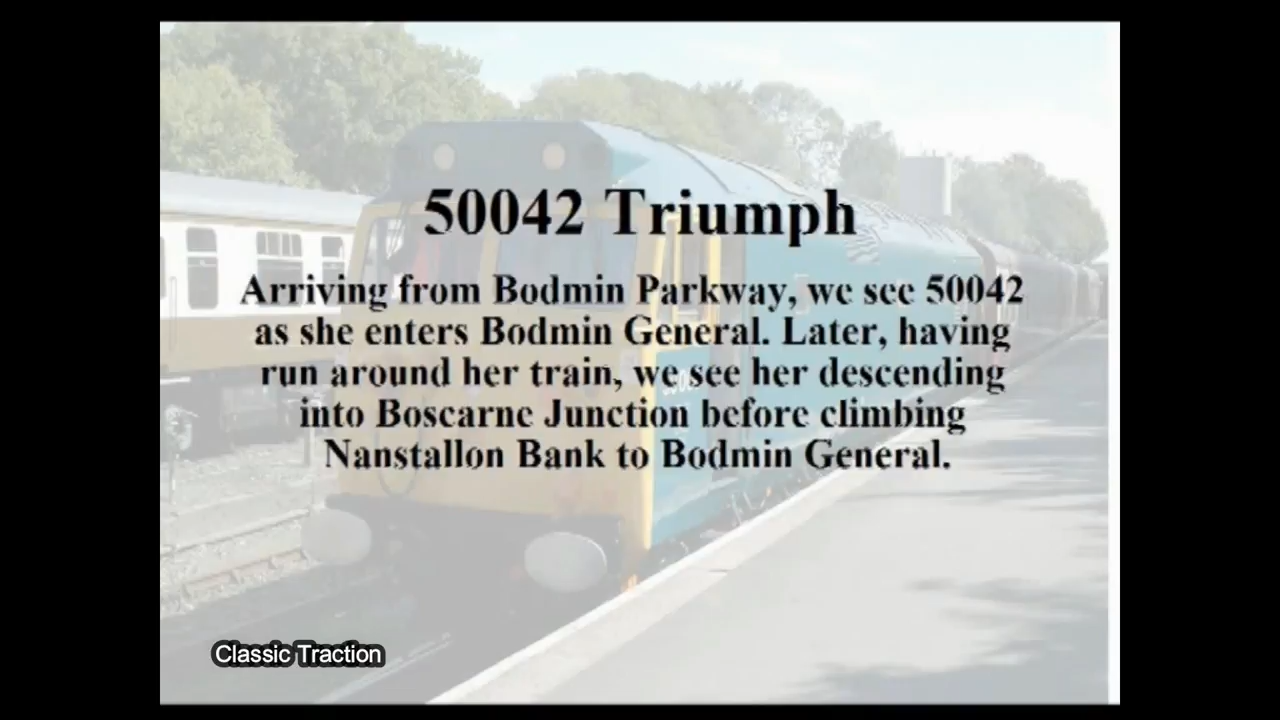 50042 Triumph
Arriving from Bodmin Parkway, we see 50042
as she enters Bodmin General. Later, having
run around her train, we see her descending
into Boscarne Junction before climbing
Nanstallon Bank to Bodmin General.
Classic Traction